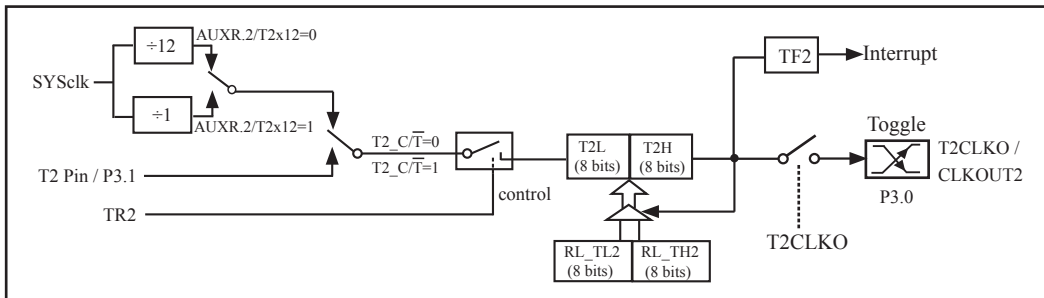 ÷12
AUXR.2/T2x12=0
SYSclk
÷1
AUXR.2/T2x12=1
T2 Pin / P3.1
TR2
T2_C/T̅=0
T2_C/T̅=1
control
T2L
(8 bits)
T2H
(8 bits)
RL_TL2
(8 bits)
RL_TH2
(8 bits)
TF2
Interrupt
Toggle
T2CLKO /
CLKOUT2
P3.0
T2CLKO